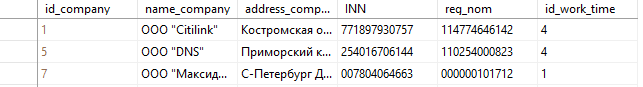 id_company name_company address_comp... INN req_nom id_work_time
1 ООО "Citilink" Костромская о... 771897930757 114774646142 4
5 ООО "DNS" Приморский к... 254016706144 110254000823 4
7 ООО "Максид... С-Петербург Д... 007804064663 000000101712 1